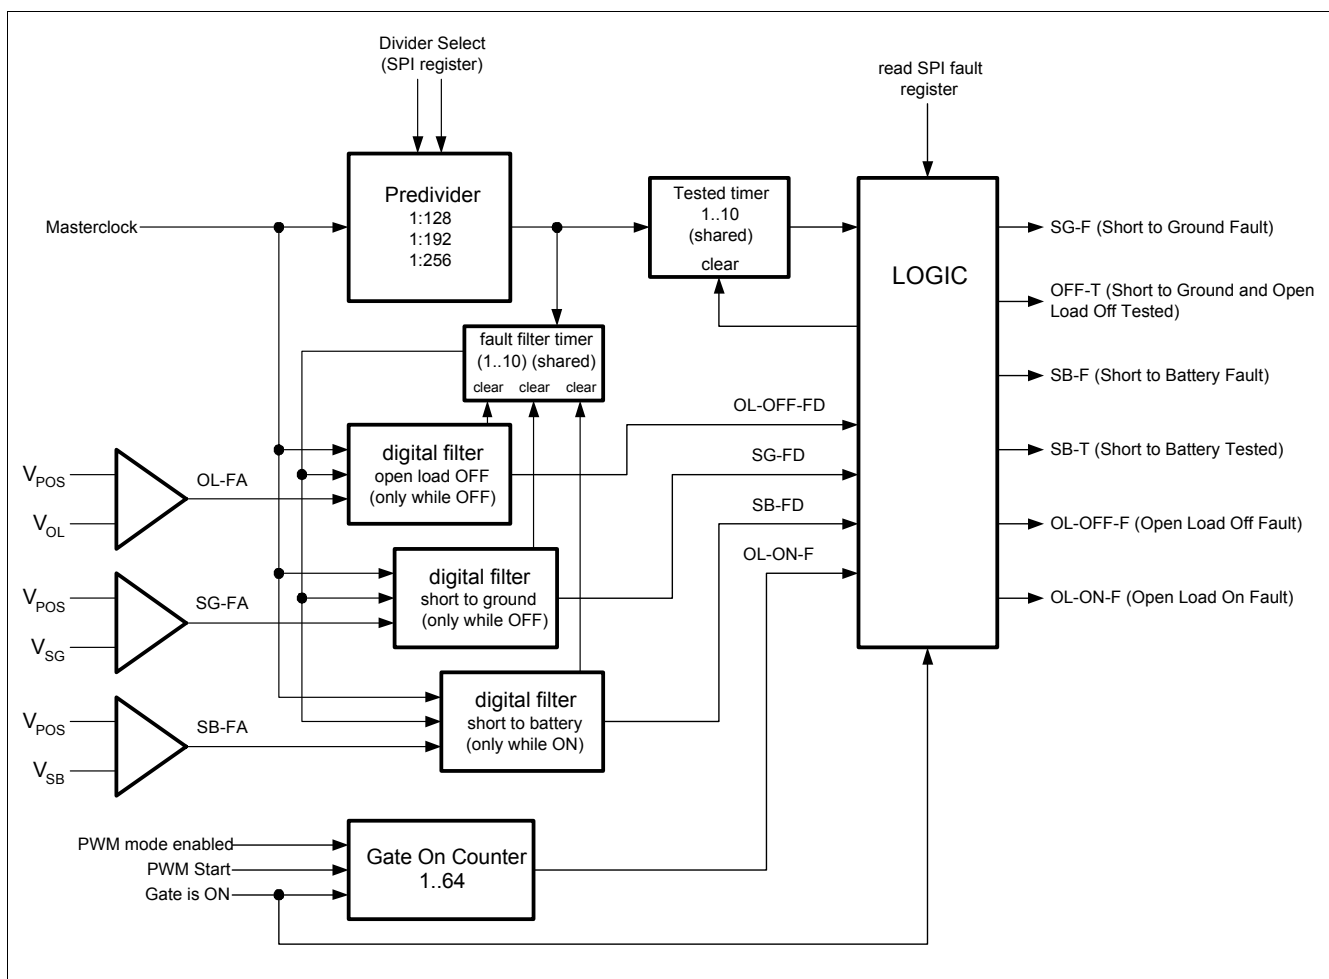 Divider Select
(SPI register)
read SPI fault
register
Predivider
1:128
1:192
1:256
Tested timer
1..10
(shared)
clear
Masterclock
LOGIC
SG-F (Short to Ground Fault)
OFF-T (Short to Ground and Open
Load Off Tested)
SB-F (Short to Battery Fault)
SB-T (Short to Battery Tested)
OL-OFF-F (Open Load Off Fault)
OL-ON-F (Open Load On Fault)
fault filter timer
(1..10) (shared)
clear clear clear
OL-OFF-FD
SG-FD
SB-FD
OL-ON-F
VPOS
VOL
OL-FA
digital filter
open load OFF
(only while OFF)
VPOS
VSG
SG-FA
digital filter
short to ground
(only while OFF)
VPOS
VSB
SB-FA
digital filter
short to battery
(only while ON)
PWM mode enabled
PWM Start
Gate is ON
Gate On Counter
1..64